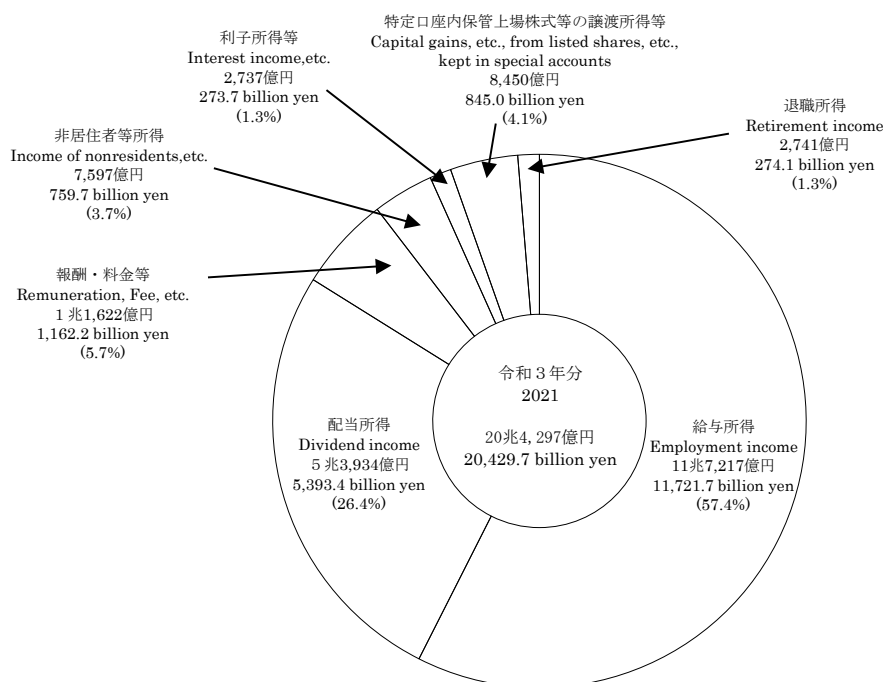 特定口座内保管上場株式等の譲渡所得等
Capital gains, etc., from listed shares, etc.,
kept in special accounts
8,450億円
845.0 billion yen
(4.1%)
利子所得等
Interest income,etc.
2,737億円
273.7 billion yen
(1.3%)
退職所得
Retirement income
2,741億円
274.1 billion yen
(1.3%)
非居住者等所得
Income of nonresidents,etc.
7,597億円
759.7 billion yen
(3.7%)
報酬・料金等
Remuneration, Fee, etc.
1 兆1,622億円
1,162.2 billion yen
(5.7%)
令和３年分
2021
20兆4, 297億円
20,429.7 billion yen
配当所得
Dividend income
5 兆3,934億円
5,393.4 billion yen
(26.4%)
給与所得
Employment income
11兆7,217億円
11,721.7 billion yen
(57.4%)